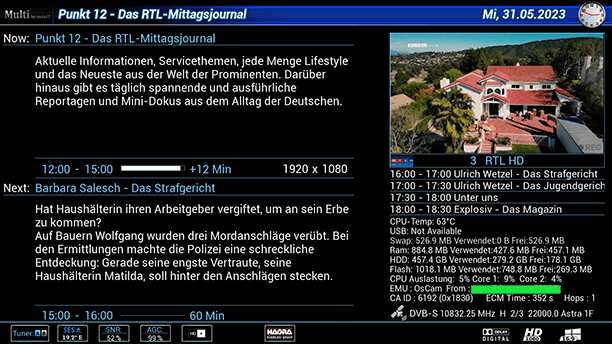 Multi Punkt 12 - Das RTL-Mittagsjournal Mi, 31.05.2023
Now: Punkt 12 - Das RTL-Mittagsjournal
Aktuelle Informationen, Servicethemen, jede Menge Lifestyle
und das Neueste aus der Welt der Prominenten. Darüber
hinaus gibt es täglich spannende und ausführliche
Reportagen und Mini-Dokus aus dem Alltag der Deutschen.
12:00 - 15:00 +12 Min 1920 x 1080
Next: Barbara Salesch - Das Strafgericht
Hat Haushälterin ihren Arbeitgeber vergiftet, um an sein Erbe
zu kommen?
Auf Bauern Wolfgang wurden drei Mordanschläge verübt. Bei
den Ermittlungen machte die Polizei eine schreckliche
Entdeckung: Gerade seine engste Vertraute, seine
Haushälterin Matilda, soll hinter den Anschlägen stecken.
15:00 - 16:00 60 Min
REC
3 RTL HD
16:00 - 17:00 Ulrich Wetzel - Das Strafgericht
17:00 - 17:30 Ulrich Wetzel - Das Jugendgerich
17:30 - 18:00 Unter uns
18:00 - 18:30 Explosiv - Das Magazin
CPU-Temp: 63°C
USB: Not Available
Swap: 526.9 MB Verwendet:0 B Frei:526.9 MB
Ram: 884.8 MB Verwendet:427.6 MB Frei:457.1 MB
HDD: 457.4 GB Verwendet:279.2 GB Frei:178.1 GB
Flash: 1018.1 MB Verwendet:748.8 MB Frei:269.3 MB
CPU Auslastung: 5% Core 1: 9% Core 2: 4%
EMU : OsCam From :
CA ID : 6192 (0x1830) ECM Time : 352 s Hops : 1
DVB-S 10832.25 MHz H 2/3 22000.0 Astra 1F
Tuner: A B
SES 19.2° E
SNR: 52 %
AGC: 99 %
HD
NAGRA
KUDELSKI GROUP
DOLBY DIGITAL
HD 1080
16:9